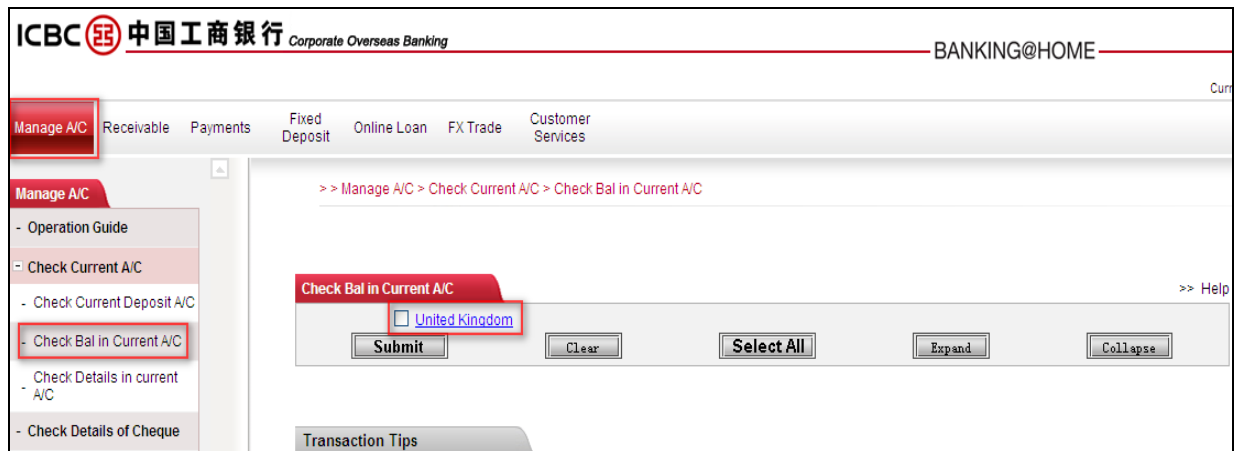 ICBC 中国工商银行 Corporate Overseas Banking
BANKING@HOME
Manage A/C Receivable Payments Fixed Deposit Online Loan FX Trade Customer Services
Manage A/C
>> Manage A/C > Check Current A/C > Check Bal in Current A/C
- Operation Guide
- Check Current A/C
- Check Current Deposit A/C
- Check Bal in Current A/C
- Check Details in current A/C
- Check Details of Cheque
Check Bal in Current A/C >> Help
United Kingdom
Submit Clear Select All Expand Collapse
Transaction Tips